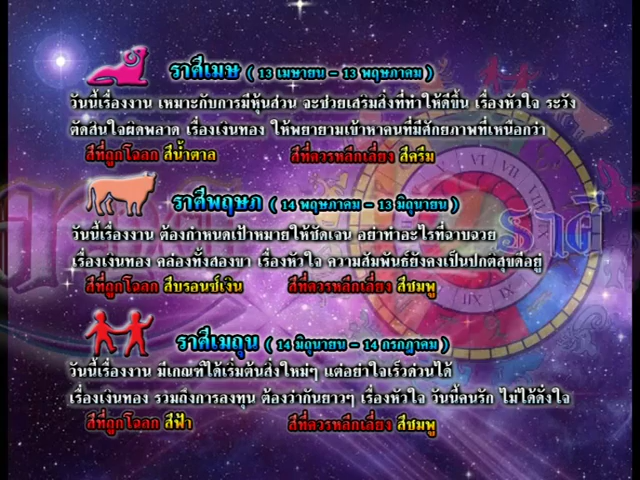 ราศีเมษ ( 13 เมษายน - 13 พฤษภาคม )
วันนี้เรื่องงาน เหมาะกับการมีหุ้นส่วน จะช่วยเสริมสิ่งที่ทำให้ดีขึ้น เรื่องหัวใจ ระวัง
ตัดสินใจผิดพลาด เรื่องเงินทอง ให้พยายามเข้าหาคนที่มีศักยภาพที่เหนือกว่า
สีที่ถูกโฉลก สีน้ำตาล สีที่ควรหลีกเลี่ยง สีครีม
ราศีพฤษภ ( 14 พฤษภาคม - 13 มิถุนายน )
วันนี้เรื่องงาน ต้องกำหนดเป้าหมายให้ชัดเจน อย่าทำอะไรที่ฉาบฉวย
เรื่องเงินทอง คล่องทั้งสองขา เรื่องหัวใจ ความสัมพันธ์ยังคงเป็นปกติสุขดีอยู่
สีที่ถูกโฉลก สีบรอนซ์เงิน สีที่ควรหลีกเลี่ยง สีชมพู
ราศีเมถุน ( 14 มิถุนายน - 14 กรกฎาคม )
วันนี้เรื่องงาน มีเกณฑ์ได้เริ่มต้นสิ่งใหม่ๆ แต่อย่าใจเร็วด่วนได้
เรื่องเงินทอง รวมถึงการลงทุน ต้องว่ากันยาวๆ เรื่องหัวใจ วันนี้คนรัก ไม่ได้ดั่งใจ
สีที่ถูกโฉลก สีฟ้า สีที่ควรหลีกเลี่ยง สีชมพู
ราศี